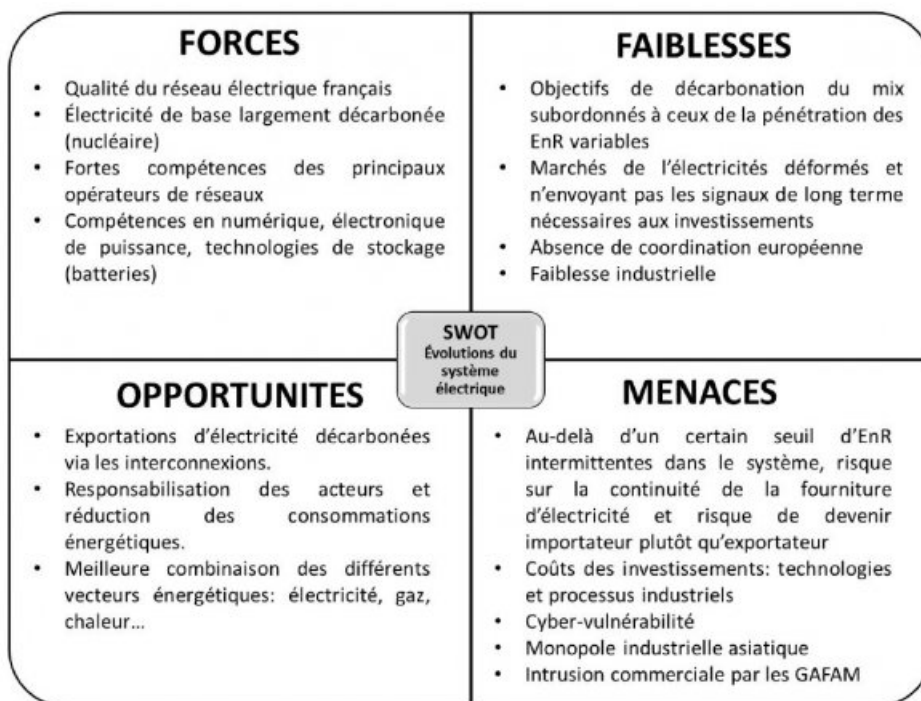 FORCES
• Qualité du réseau électrique français
• Électricité de base largement décarbonée
(nucléaire)
• Fortes compétences des principaux
opérateurs de réseaux
• Compétences en numérique, électronique
de puissance, technologies de stockage
(batteries)
FAIBLESSES
• Objectifs de décarbonation du mix
subordonnés à ceux de la pénétration des
EnR variables
• Marchés de l'électricités déformés et
n'envoyant pas les signaux de long terme
nécessaires aux investissements
• Absence de coordination européenne
• Faiblesse industrielle
SWOT
Évolutions du
système
électrique
OPPORTUNITES
• Exportations d'électricité décarbonées
via les interconnexions.
• Responsabilisation des acteurs et
réduction des consommations
énergétiques.
• Meilleure combinaison des différents
vecteurs énergétiques: électricité, gaz,
chaleur…
MENACES
• Au-delà d'un certain seuil d'EnR
intermittentes dans le système, risque
sur la continuité de la fourniture
d'électricité et risque de devenir
importateur plutôt qu'exportateur
• Coûts des investissements: technologies
et processus industriels
• Cyber-vulnérabilité
• Monopole industrielle asiatique
• Intrusion commerciale par les GAFAM